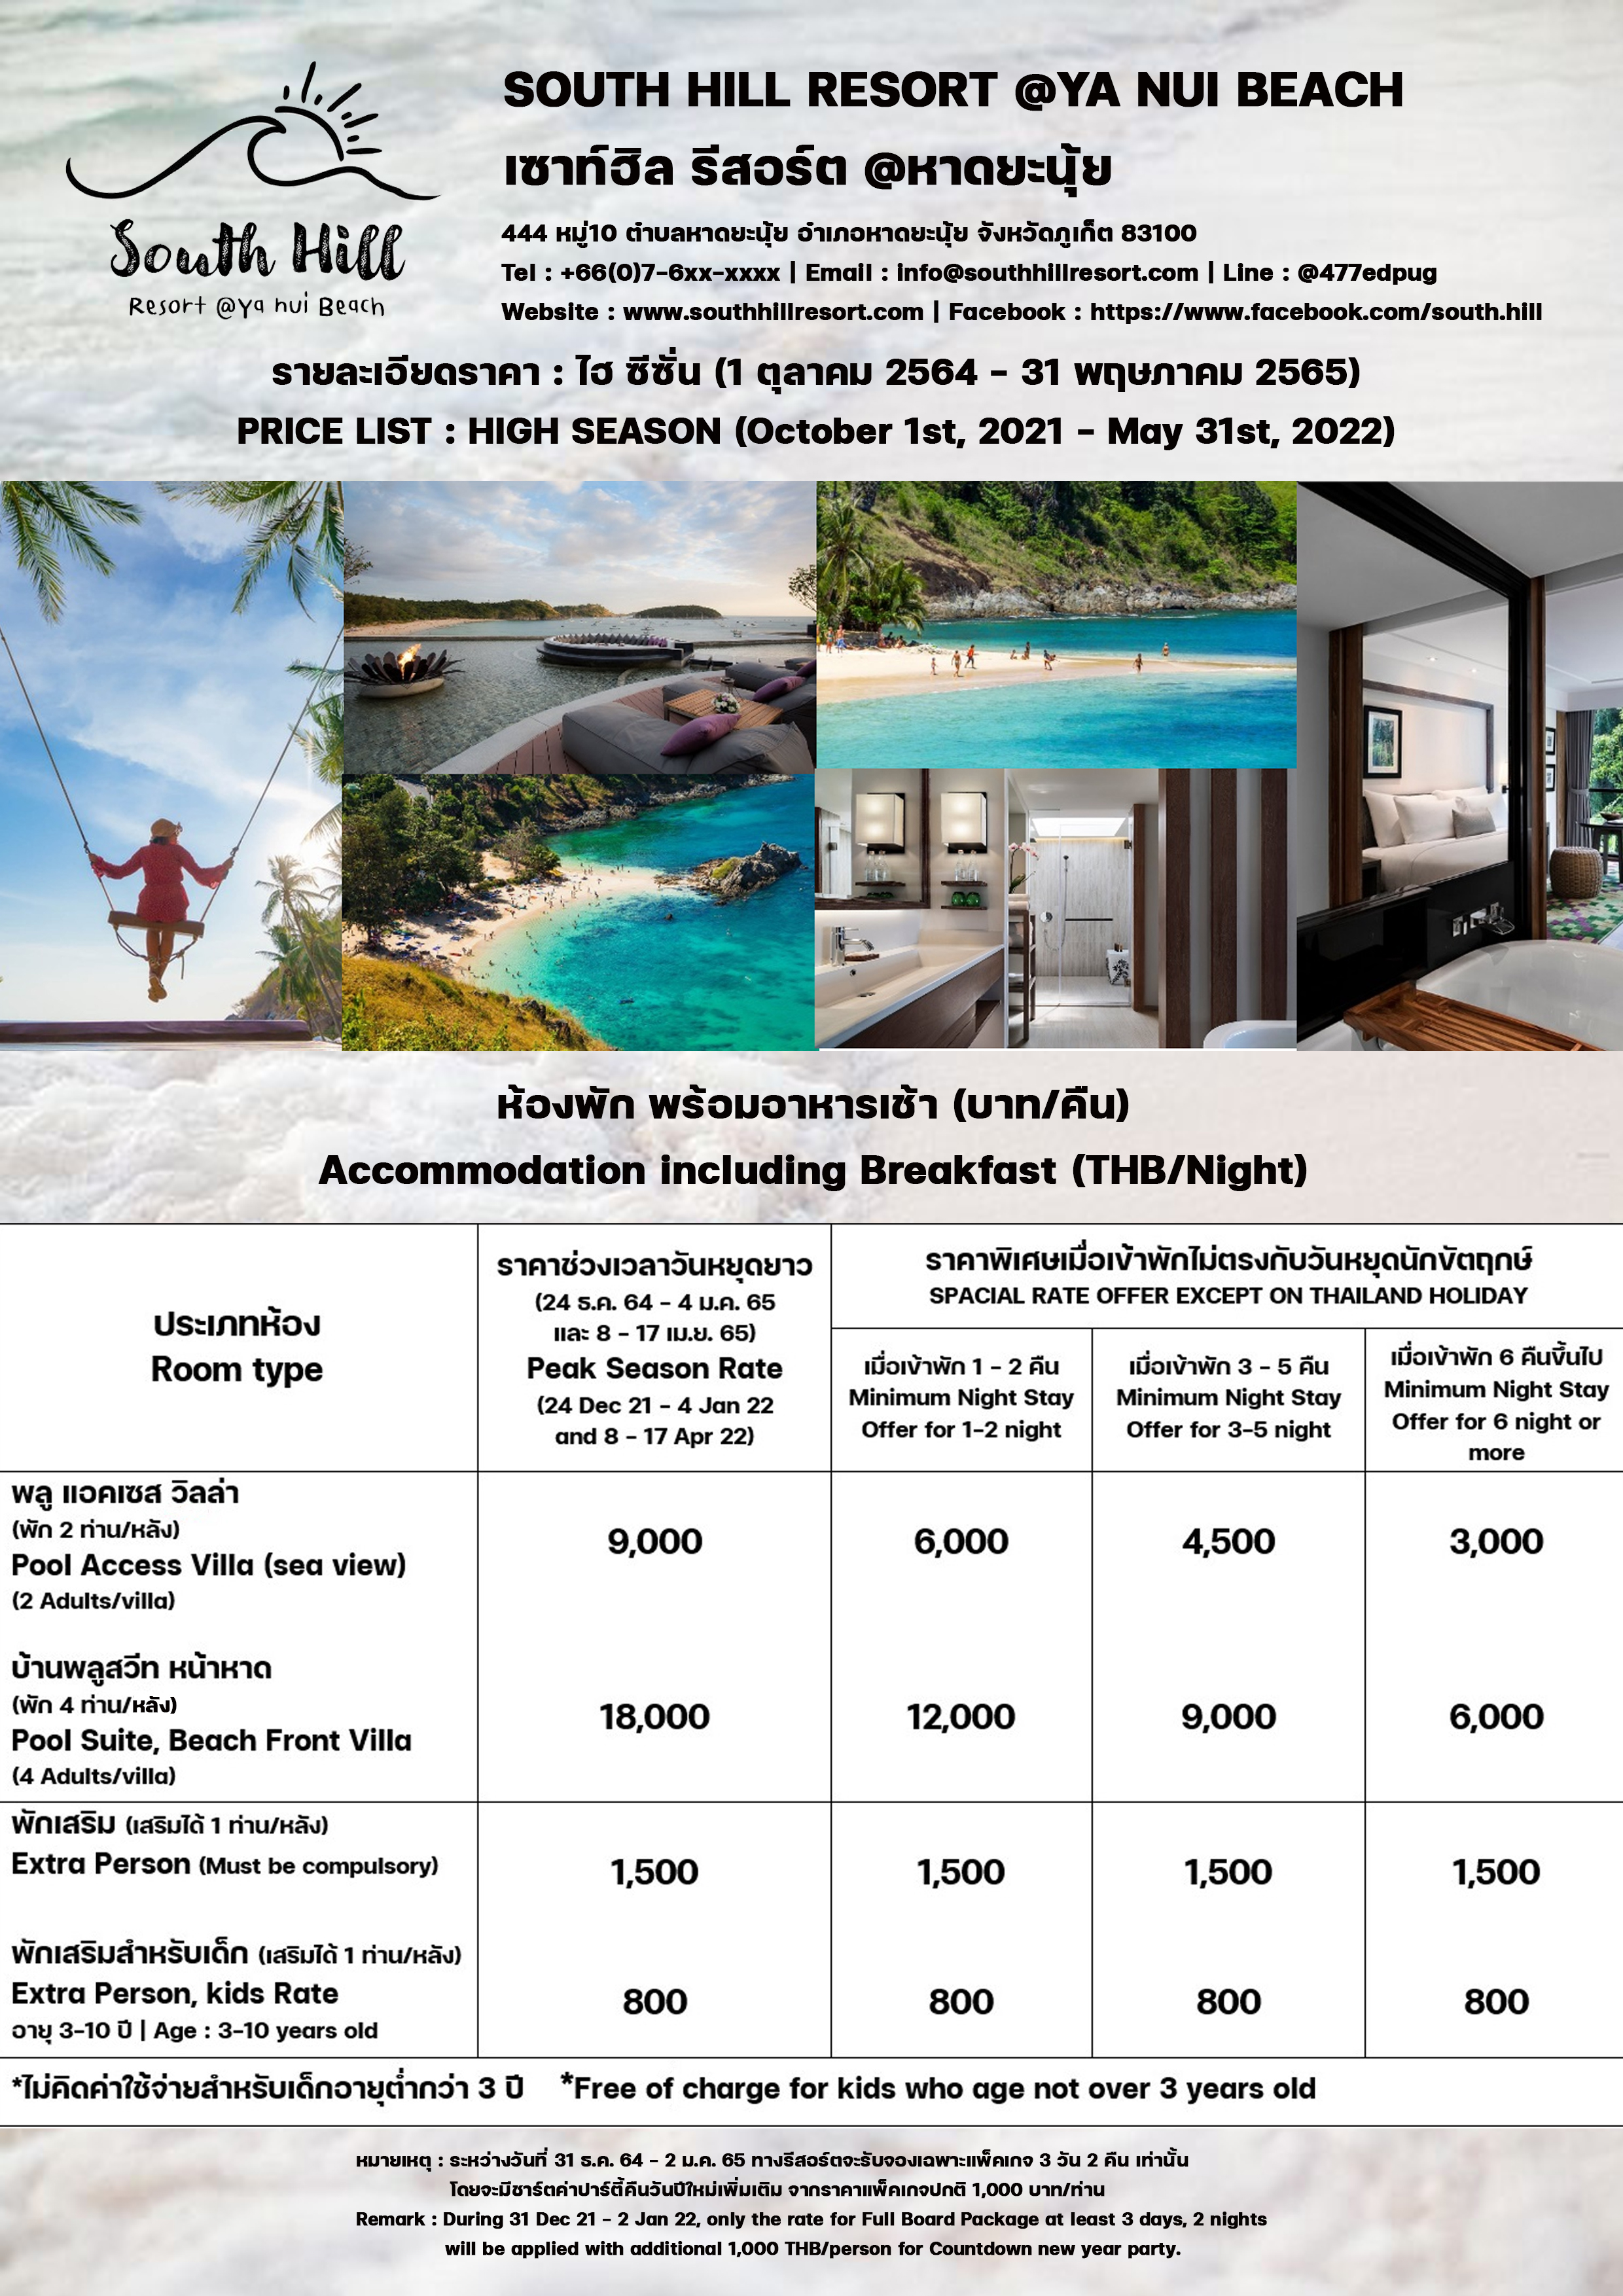 South Hill
Resort @Ya nui Beach
SOUTH HILL RESORT @YA NUI BEACH
เซาท์ฮิล รีสอร์ต @หาดยะนุ้ย
444 หมู่10 ตำบลหาดยะนุ้ย อำเภอหาดยะนุ้ย จังหวัดภูเก็ต 83100
Tel : +66(0)7-6xx-xxxx | Email : info@southhillresort.com | Line : @477edpug
Website : www.southhillresort.com | Facebook : https://www.facebook.com/south.hill
รายละเอียดราคา : ไฮ ซีซั่น (1 ตุลาคม 2564 - 31 พฤษภาคม 2565)
PRICE LIST : HIGH SEASON (October 1st, 2021 - May 31st, 2022)
ห้องพัก พร้อมอาหารเช้า (บาท/คืน)
Accommodation including Breakfast (THB/Night)
ประเภทห้อง
Room type
ราคาช่วงเวลาวันหยุดยาว
(24 ธ.ค. 64 - 4 ม.ค. 65
และ 8 - 17 เม.ย. 65)
Peak Season Rate
(24 Dec 21 - 4 Jan 22
and 8 - 17 Apr 22)
ราคาพิเศษเมื่อเข้าพักไม่ตรงกับวันหยุดนักขัตฤกษ์
SPACIAL RATE OFFER EXCEPT ON THAILAND HOLIDAY
เมื่อเข้าพัก 1 - 2 คืน
Minimum Night Stay
Offer for 1-2 night
เมื่อเข้าพัก 3 - 5 คืน
Minimum Night Stay
Offer for 3-5 night
เมื่อเข้าพัก 6 คืนขึ้นไป
Minimum Night Stay
Offer for 6 night or
more
พลู แอคเซส วิลล่า
(พัก 2 ท่าน/หลัง)
Pool Access Villa (sea view)
(2 Adults/villa)
9,000
6,000
4,500
3,000
บ้านพลูสวีท หน้าหาด
(พัก 4 ท่าน/หลัง)
Pool Suite, Beach Front Villa
(4 Adults/villa)
18,000
12,000
9,000
6,000
พักเสริม (เสริมได้ 1 ท่าน/หลัง)
Extra Person (Must be compulsory)
1,500
1,500
1,500
1,500
พักเสริมสำหรับเด็ก (เสริมได้ 1 ท่าน/หลัง)
Extra Person, kids Rate
อายุ 3-10 ปี | Age : 3-10 years old
800
800
800
800
*ไม่คิดค่าใช้จ่ายสำหรับเด็กอายุต่ำกว่า 3 ปี *Free of charge for kids who age not over 3 years old
หมายเหตุ : ระหว่างวันที่ 31 ธ.ค. 64 - 2 ม.ค. 65 ทางรีสอร์ตจะรับจองเฉพาะแพ็คเกจ 3 วัน 2 คืน เท่านั้น
โดยจะมีชาร์ตค่าปาร์ตี้คืนวันปีใหม่เพิ่มเติม จากราคาแพ็คเกจปกติ 1,000 บาท/ท่าน
Remark : During 31 Dec 21 - 2 Jan 22, only the rate for Full Board Package at least 3 days, 2 nights
will be applied with additional 1,000 THB/person for Countdown new year party.